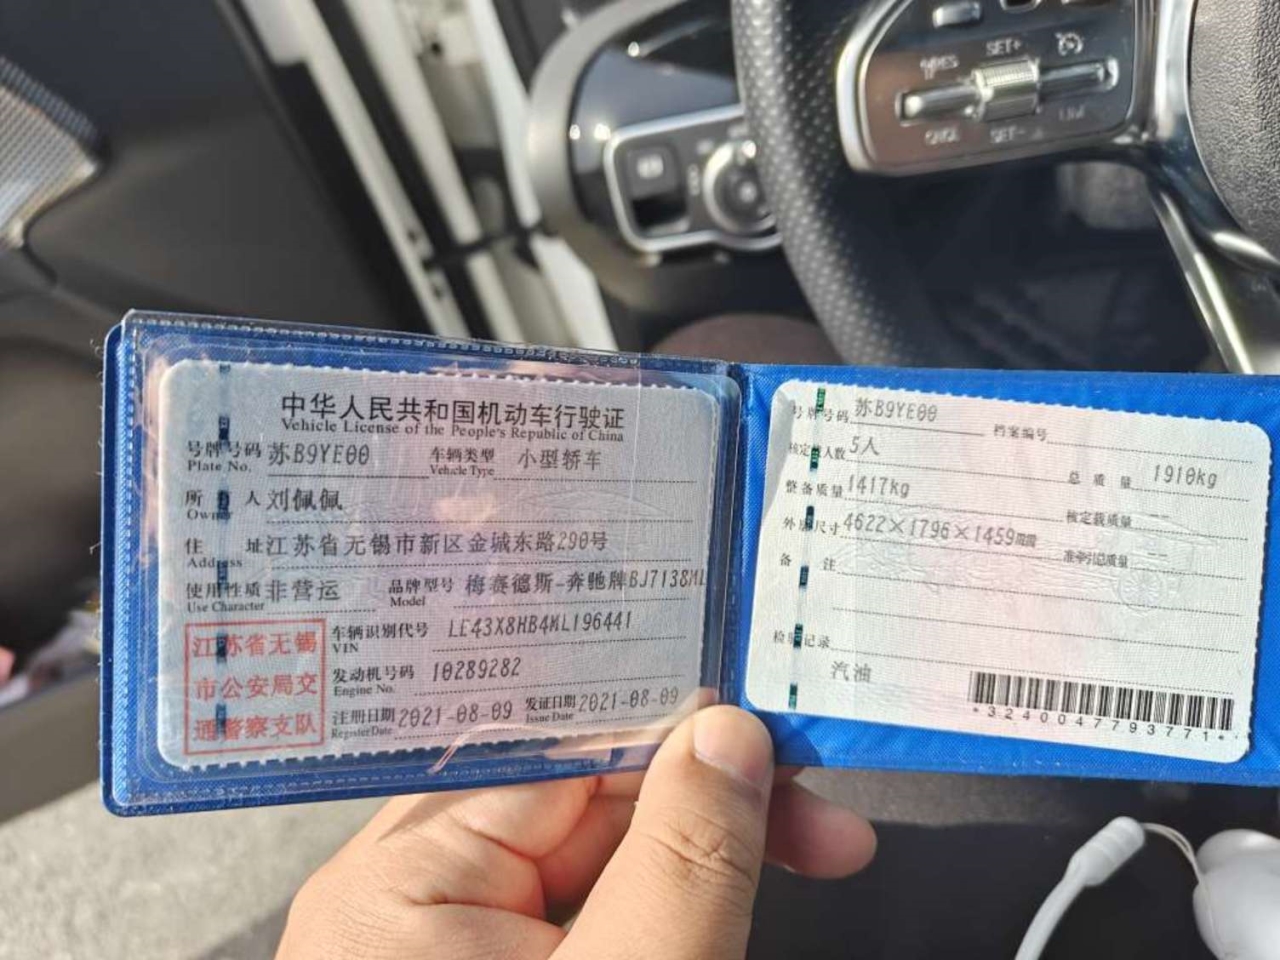 SET+
CNCL
SET-
LIM
中华人民共和国机动车行驶证
Vehicle License of the People's Republic of China
号牌号码 苏B9YE00 车辆类型 小型轿车
Plate No. Vehicle Type
所 人 刘佩佩
Owner
住 址 江苏省无锡市新区金城东路290号
Address
使用性质 非营运 品牌型号 梅赛德斯-奔驰牌BJ7138ML
Use Character Model
江苏省无锡
市公安局交
通警察支队
车辆识别代号 LE43X8HB4ML196441
VIN
发动机号码 10289282
Engine No.
注册日期 2021-08-09 发证日期 2021-08-09
Register Date Issue Date
号牌号码 苏B9YE00 档案编号
核定载人数 5人 总质量 1910kg
整备质量 1417kg 核定载质量 --
外廓尺寸 4622×1796×1459mm 准牵引总质量 --
备 注
检验记录
汽油
*3240047793771*